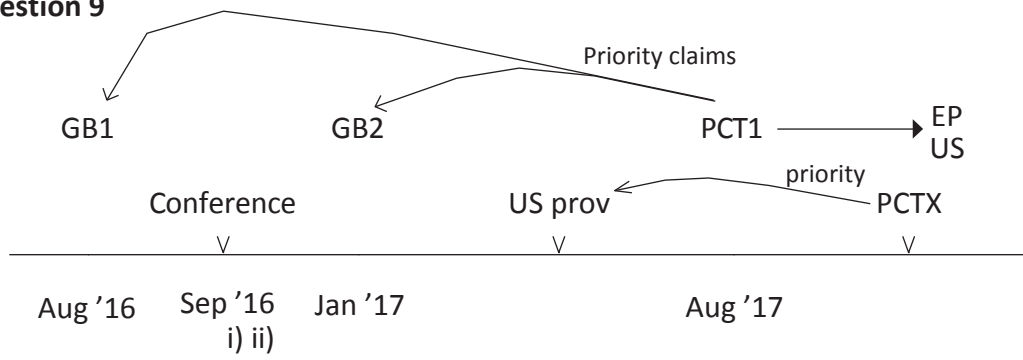 estion 9
Priority claims
GB1
GB2
PCT1
EP
US
priority
Conference
US prov
PCTX
Aug ’16
Sep ’16
Jan ’17
Aug ’17
i) ii)